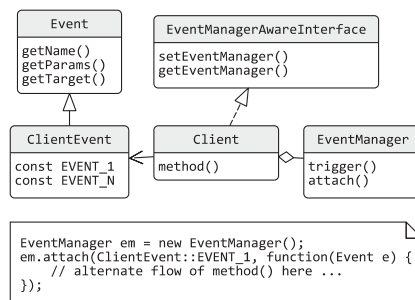 Event
getName()
getParams()
getTarget()
EventManagerAwareInterface
setEventManager()
getEventManager()
ClientEvent
const EVENT_1
const EVENT_N
Client
method()
EventManager
trigger()
attach()
EventManager em = new EventManager();
em.attach(ClientEvent::EVENT_1, function(Event e) {
// alternate flow of method() here ...
});